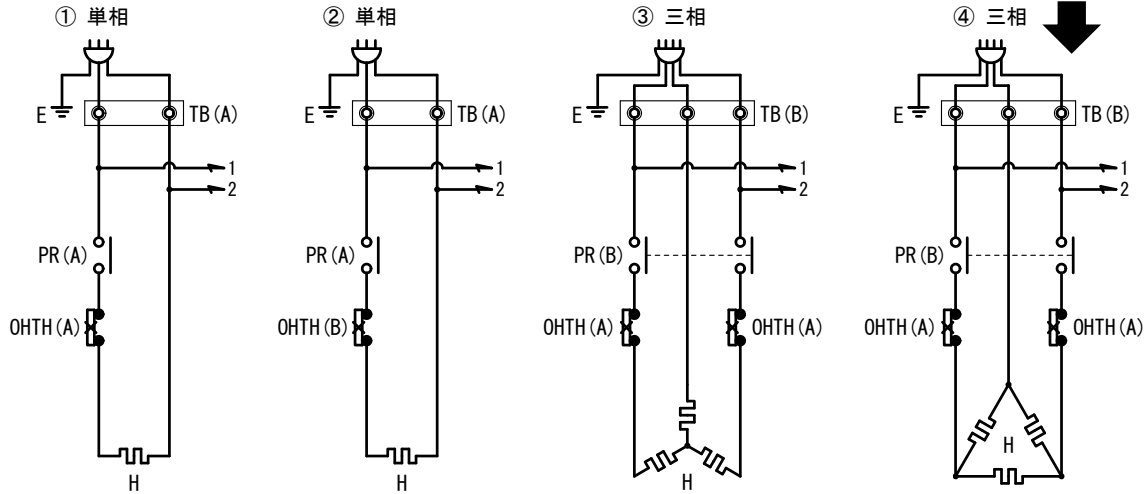 ① 単相
② 単相
③ 三相
④ 三相
E
TB(A)
E
TB(A)
E
TB(B)
E
TB(B)
1
1
1
1
2
2
2
2
PR(A)
PR(A)
PR(B)
PR(B)
OHTH(A)
OHTH(B)
OHTH(A)
OHTH(A)
OHTH(A)
OHTH(A)
H
H
H
H